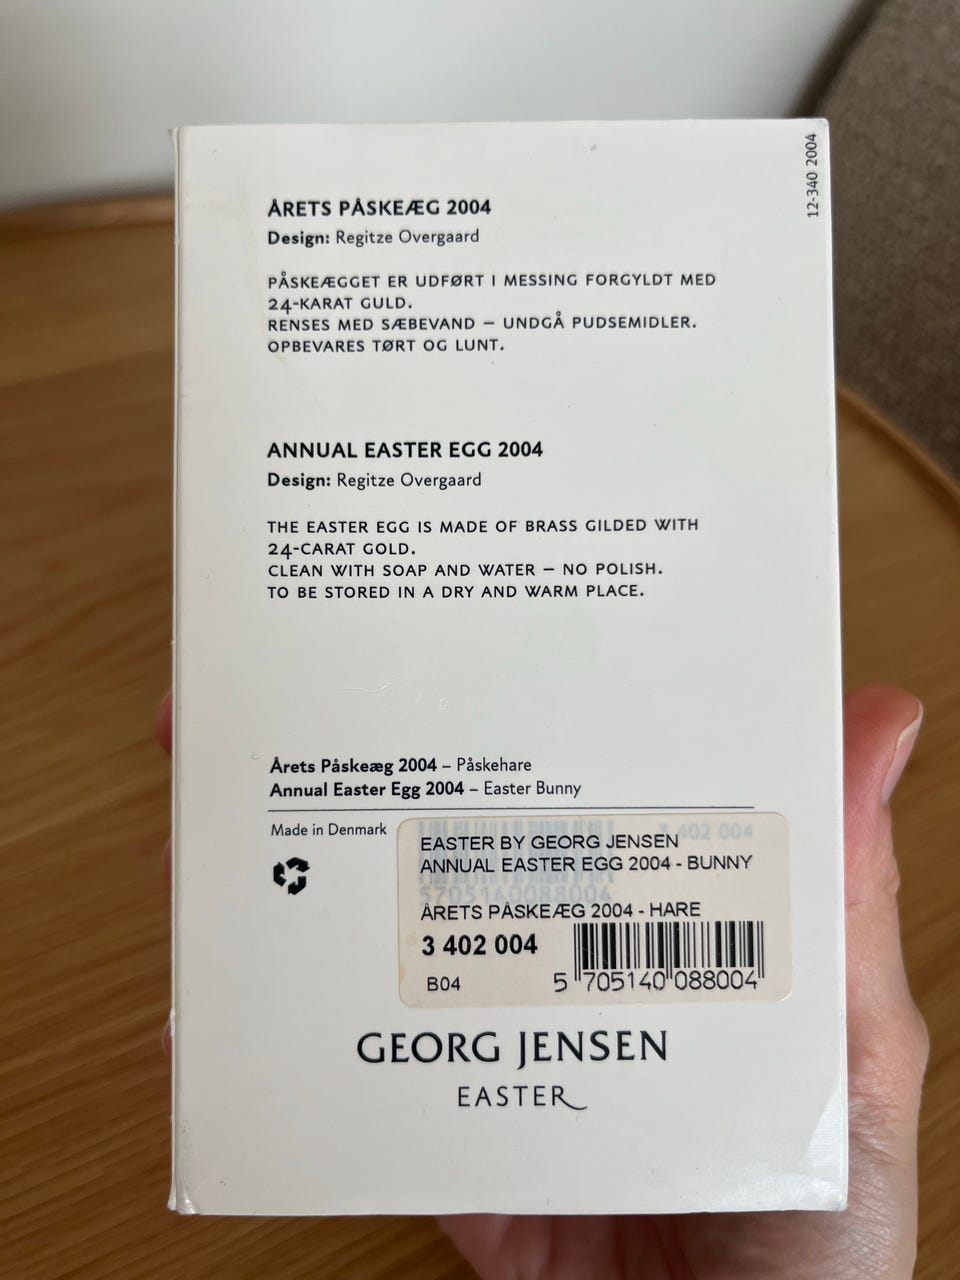 12-340 2004
ÅRETS PÅSKEÆG 2004
Design: Regitze Overgaard
PÅSKEÆGGET ER UDFØRT I MESSING FORGYLDT MED
24-KARAT GULD.
RENSES MED SÆBEVAND – UNDGÅ PUDSEMIDLER.
OPBEVARES TØRT OG LUNT.
ANNUAL EASTER EGG 2004
Design: Regitze Overgaard
THE EASTER EGG IS MADE OF BRASS GILDED WITH
24-CARAT GOLD.
CLEAN WITH SOAP AND WATER – NO POLISH.
TO BE STORED IN A DRY AND WARM PLACE.
Årets Påskeæg 2004 – Påskehare
Annual Easter Egg 2004 – Easter Bunny
Made in Denmark
3 402 004
5705140088004
EASTER BY GEORG JENSEN
ANNUAL EASTER EGG 2004 - BUNNY
ÅRETS PÅSKEÆG 2004 - HARE
3 402 004
B04
5 705140 088004
GEORG JENSEN
EASTER